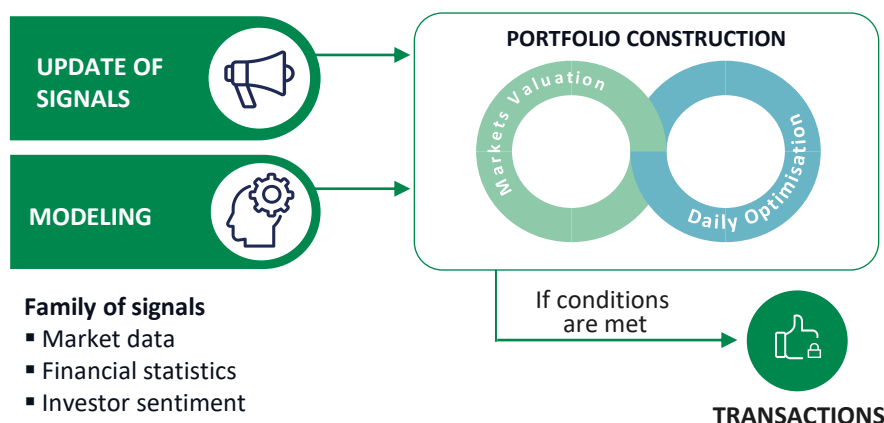 UPDATE OF
SIGNALS
MODELING
Family of signals
▪ Market data
▪ Financial statistics
▪ Investor sentiment
PORTFOLIO CONSTRUCTION
Markets Valuation
Daily Optimisation
If conditions
are met
TRANSACTIONS